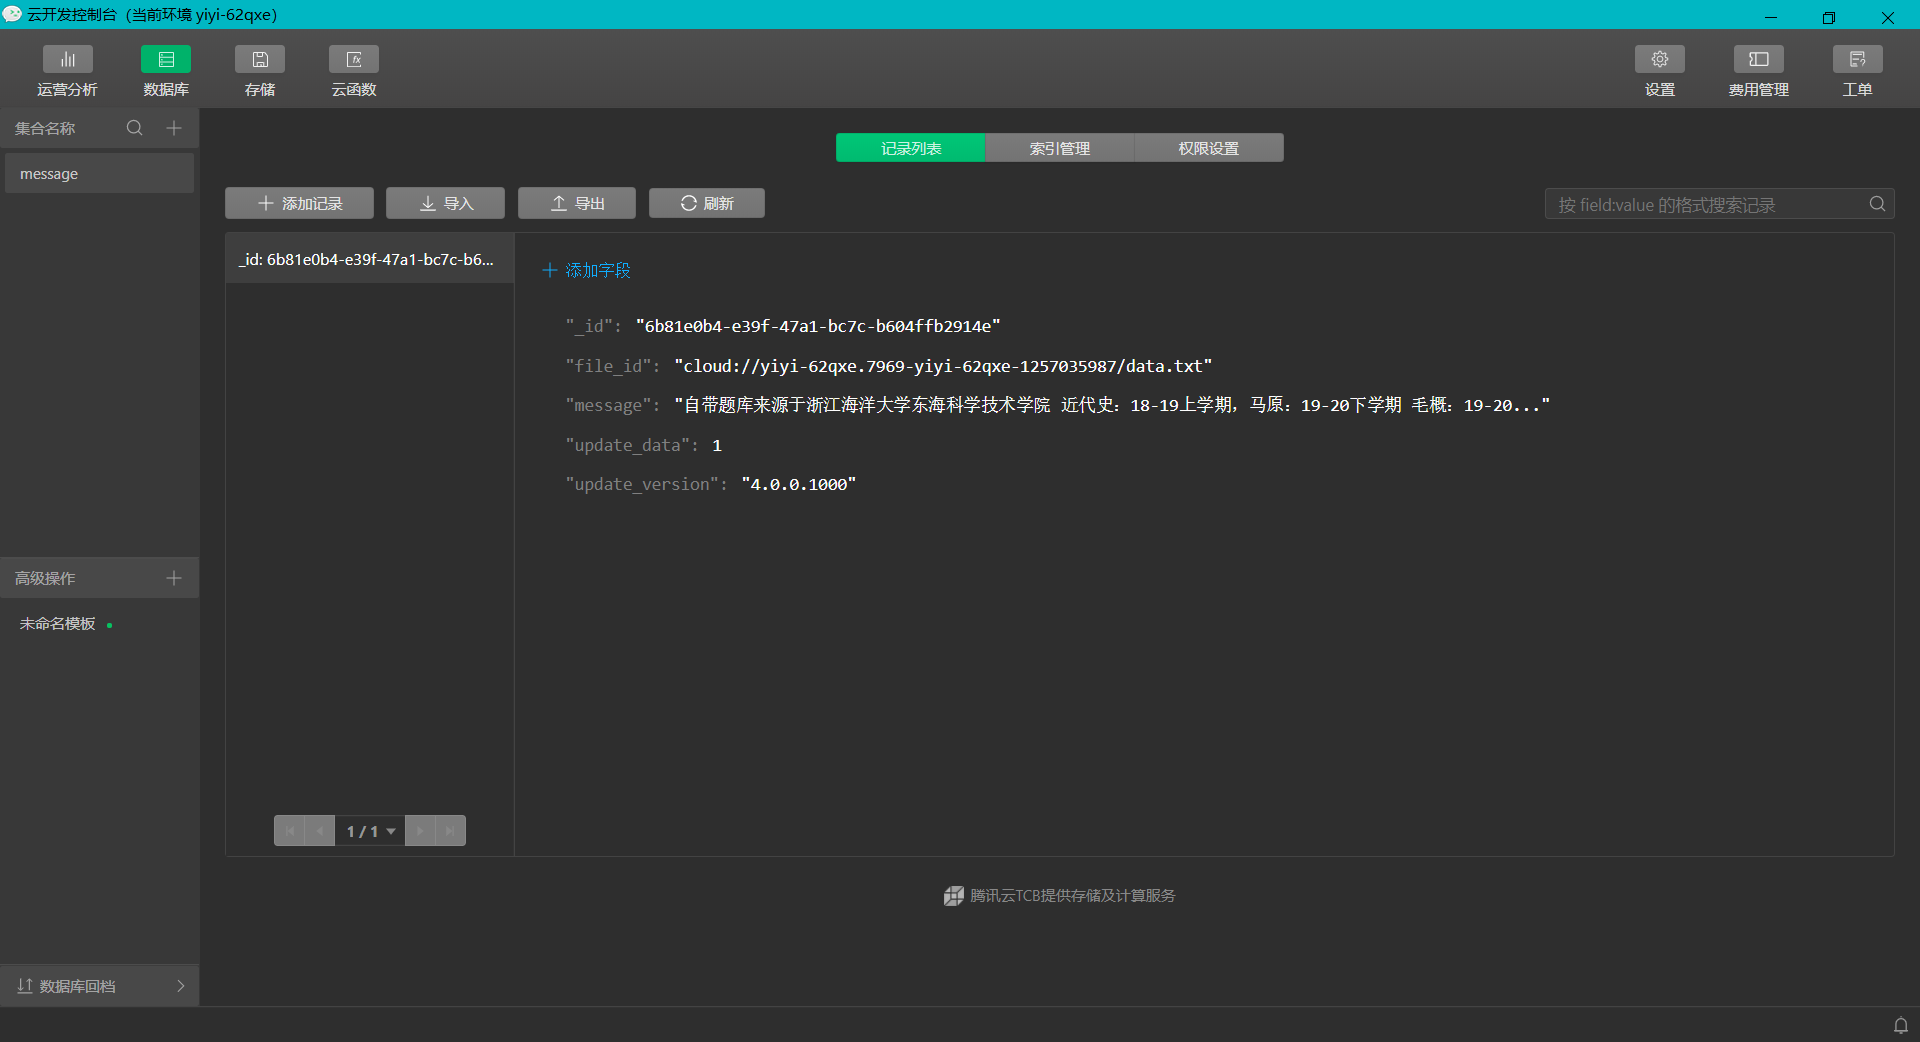 云开发控制台（当前环境 yiyi-62qxe）
运营分析
数据库
存储
云函数
设置
费用管理
工单
集合名称
message
记录列表
索引管理
权限设置
添加记录
导入
导出
刷新
按 field:value 的格式搜索记录
_id: 6b81e0b4-e39f-47a1-bc7c-b6...
添加字段
"_id": "6b81e0b4-e39f-47a1-bc7c-b604ffb2914e"
"file_id": "cloud://yiyi-62qxe.7969-yiyi-62qxe-1257035987/data.txt"
"message": "自带题库来源于浙江海洋大学东海科学技术学院 近代史：18-19上学期，马原：19-20下学期 毛概：19-20..."
"update_data": 1
"update_version": "4.0.0.1000"
高级操作
未命名模板
1 / 1
腾讯云TCB提供存储及计算服务
数据库回档